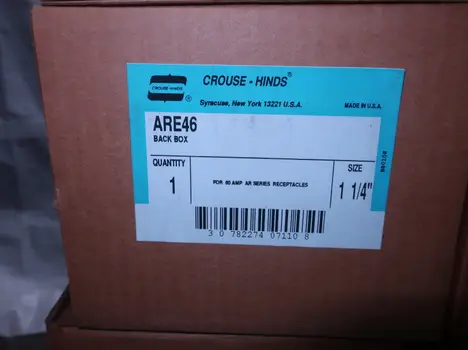 CROUSE-HINDS®
CROUSE-HINDS®
Syracuse, New York 13221 U.S.A.
MADE IN U.S.A.
ARE46
BACK BOX
QUANTITY
1
FOR 60 AMP AR SERIES RECEPTACLES
SIZE
1 1/4"
3 0 782274 07110 8